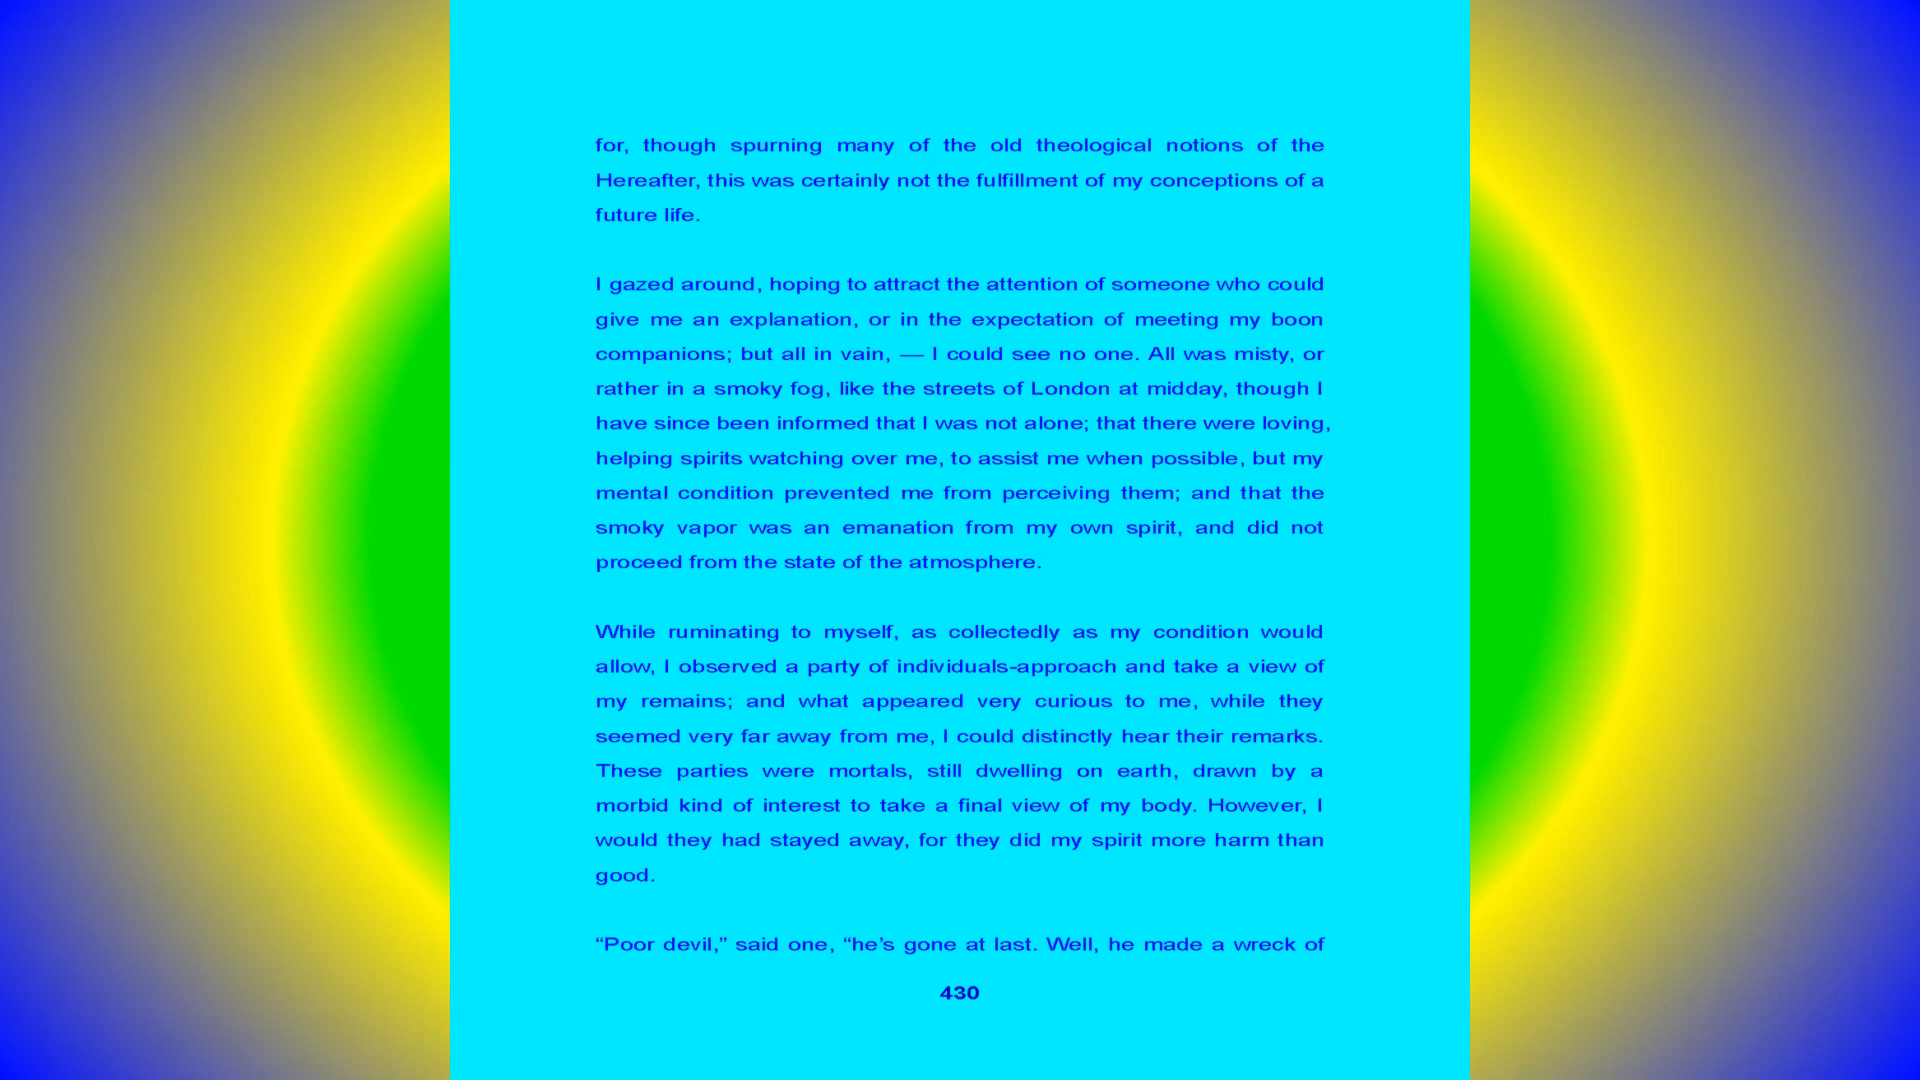 for, though spurning many of the old theological notions of the
Hereafter, this was certainly not the fulfillment of my conceptions of a
future life.
I gazed around, hoping to attract the attention of someone who could
give me an explanation, or in the expectation of meeting my boon
companions; but all in vain, — I could see no one. All was misty, or
rather in a smoky fog, like the streets of London at midday, though I
have since been informed that I was not alone; that there were loving,
helping spirits watching over me, to assist me when possible, but my
mental condition prevented me from perceiving them; and that the
smoky vapor was an emanation from my own spirit, and did not
proceed from the state of the atmosphere.
While ruminating to myself, as collectedly as my condition would
allow, I observed a party of individuals-approach and take a view of
my remains; and what appeared very curious to me, while they
seemed very far away from me, I could distinctly hear their remarks.
These parties were mortals, still dwelling on earth, drawn by a
morbid kind of interest to take a final view of my body. However, I
would they had stayed away, for they did my spirit more harm than
good.
“Poor devil,” said one, “he’s gone at last. Well, he made a wreck of
430